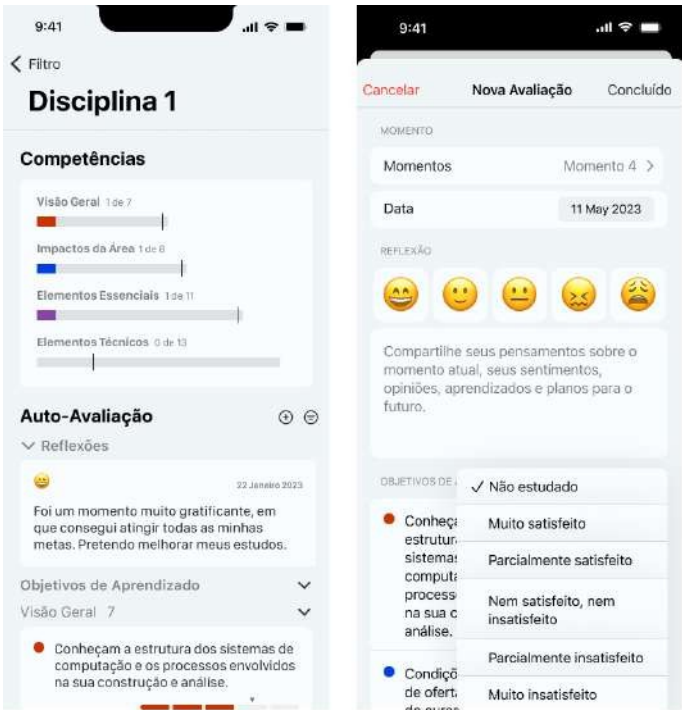 9:41
Filtro
Disciplina 1
Competências
Visão Geral 1 de 7
Impactos da Área 1 de 8
Elementos Essenciais 1 de 11
Elementos Técnicos 0 de 13
Auto-Avaliação
Reflexões
22 Janeiro 2023
Foi um momento muito gratificante, em
que consegui atingir todas as minhas
metas. Pretendo melhorar meus estudos.
Objetivos de Aprendizado
Visão Geral 7
Conheçam a estrutura dos sistemas de
computação e os processos envolvidos
na sua construção e análise.
9:41
Cancelar Nova Avaliação Concluído
MOMENTO
Momentos Momento 4
Data 11 May 2023
REFLEXÃO
Compartilhe seus pensamentos sobre o
momento atual, seus sentimentos,
opiniões, aprendizados e planos para o
futuro.
OBJETIVOS DE
Conheç
estrutur
sistemas
computa
process
na sua c
análise.
Condiçõ
de ofert
Não estudado
Muito satisfeito
Parcialmente satisfeito
Nem satisfeito, nem
insatisfeito
Parcialmente insatisfeito
Muito insatisfeito